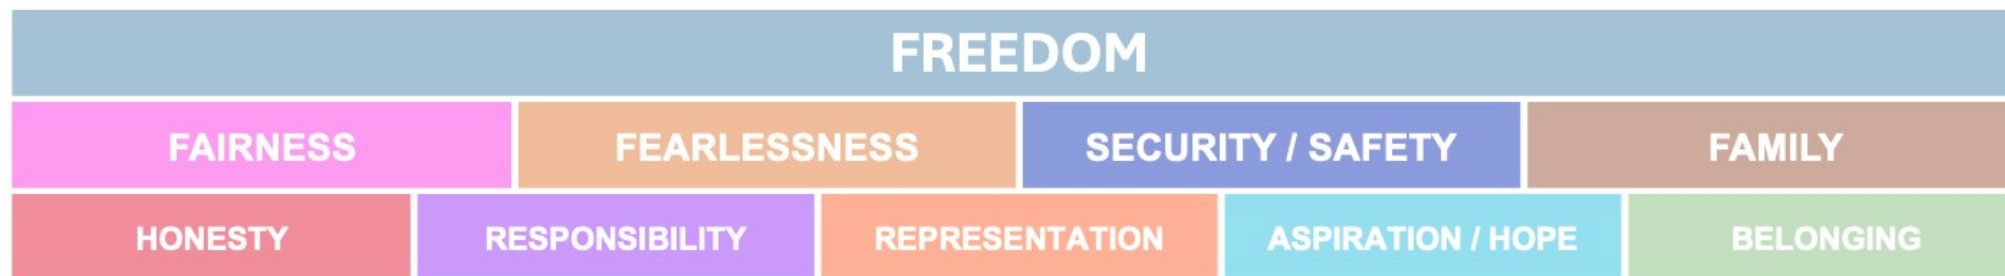 FREEDOM
FAIRNESS FEARLESSNESS SECURITY / SAFETY FAMILY
HONESTY RESPONSIBILITY REPRESENTATION ASPIRATION / HOPE BELONGING